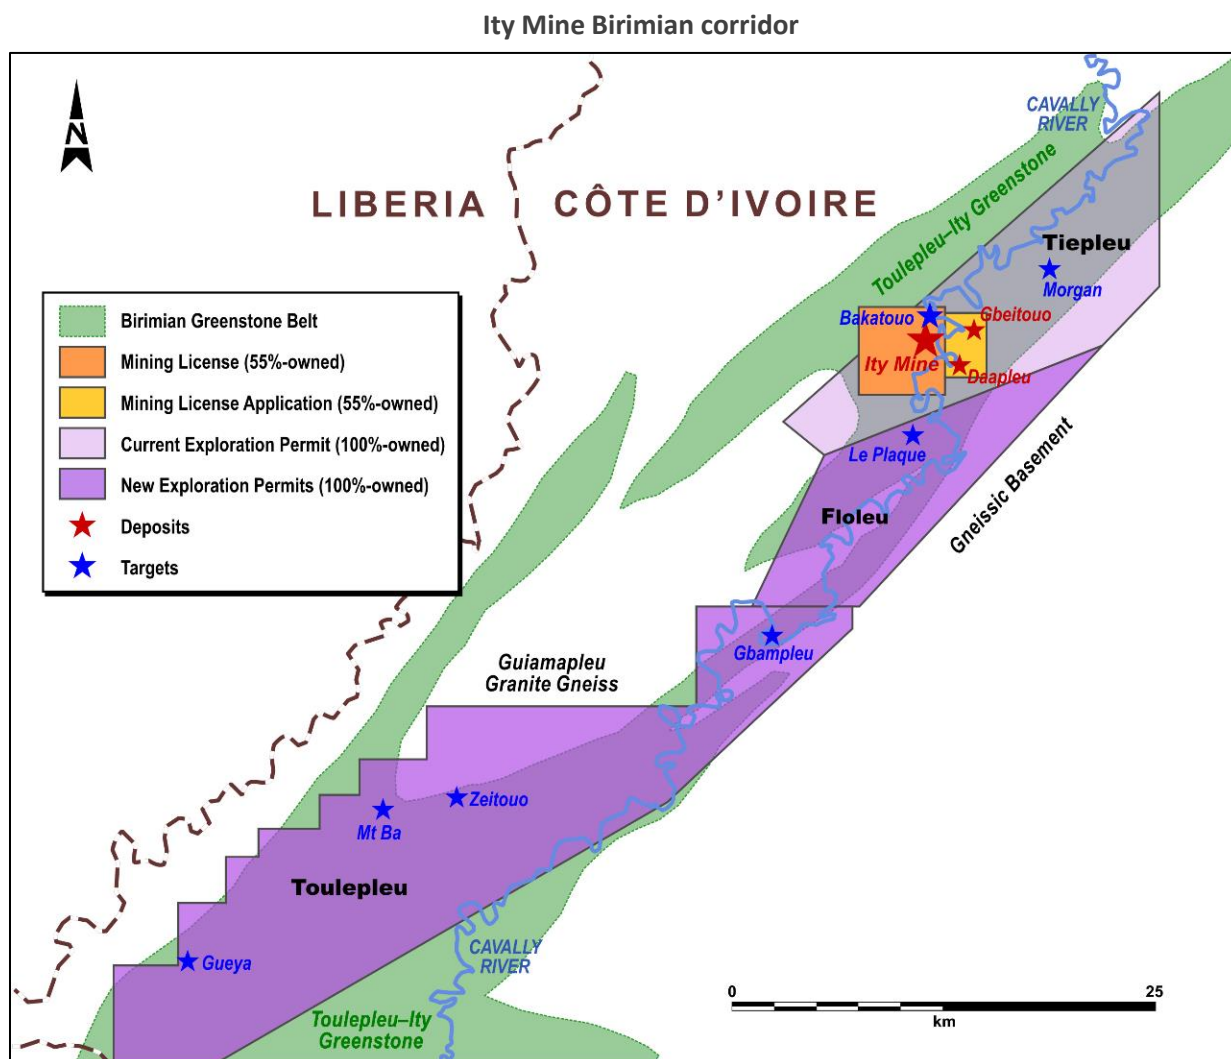 Ity Mine Birimian corridor
N
CAVALLY
RIVER
LIBERIA
CÔTE D'IVOIRE
Toulepleu–Ity Greenstone
Tiepleu
Morgan
Birimian Greenstone Belt
Mining License (55%-owned)
Mining License Application (55%-owned)
Current Exploration Permit (100%-owned)
New Exploration Permits (100%-owned)
Deposits
Targets
Bakatouo
Gbeitouo
Ity Mine
Daapleu
Le Plaque
Gneissic Basement
Floleu
Gbampleu
Guiamapleu
Granite Gneiss
Zeitouo
Mt Ba
Toulepleu
Gueya
CAVALLY
RIVER
Toulepleu–Ity
Greenstone
0
25
km